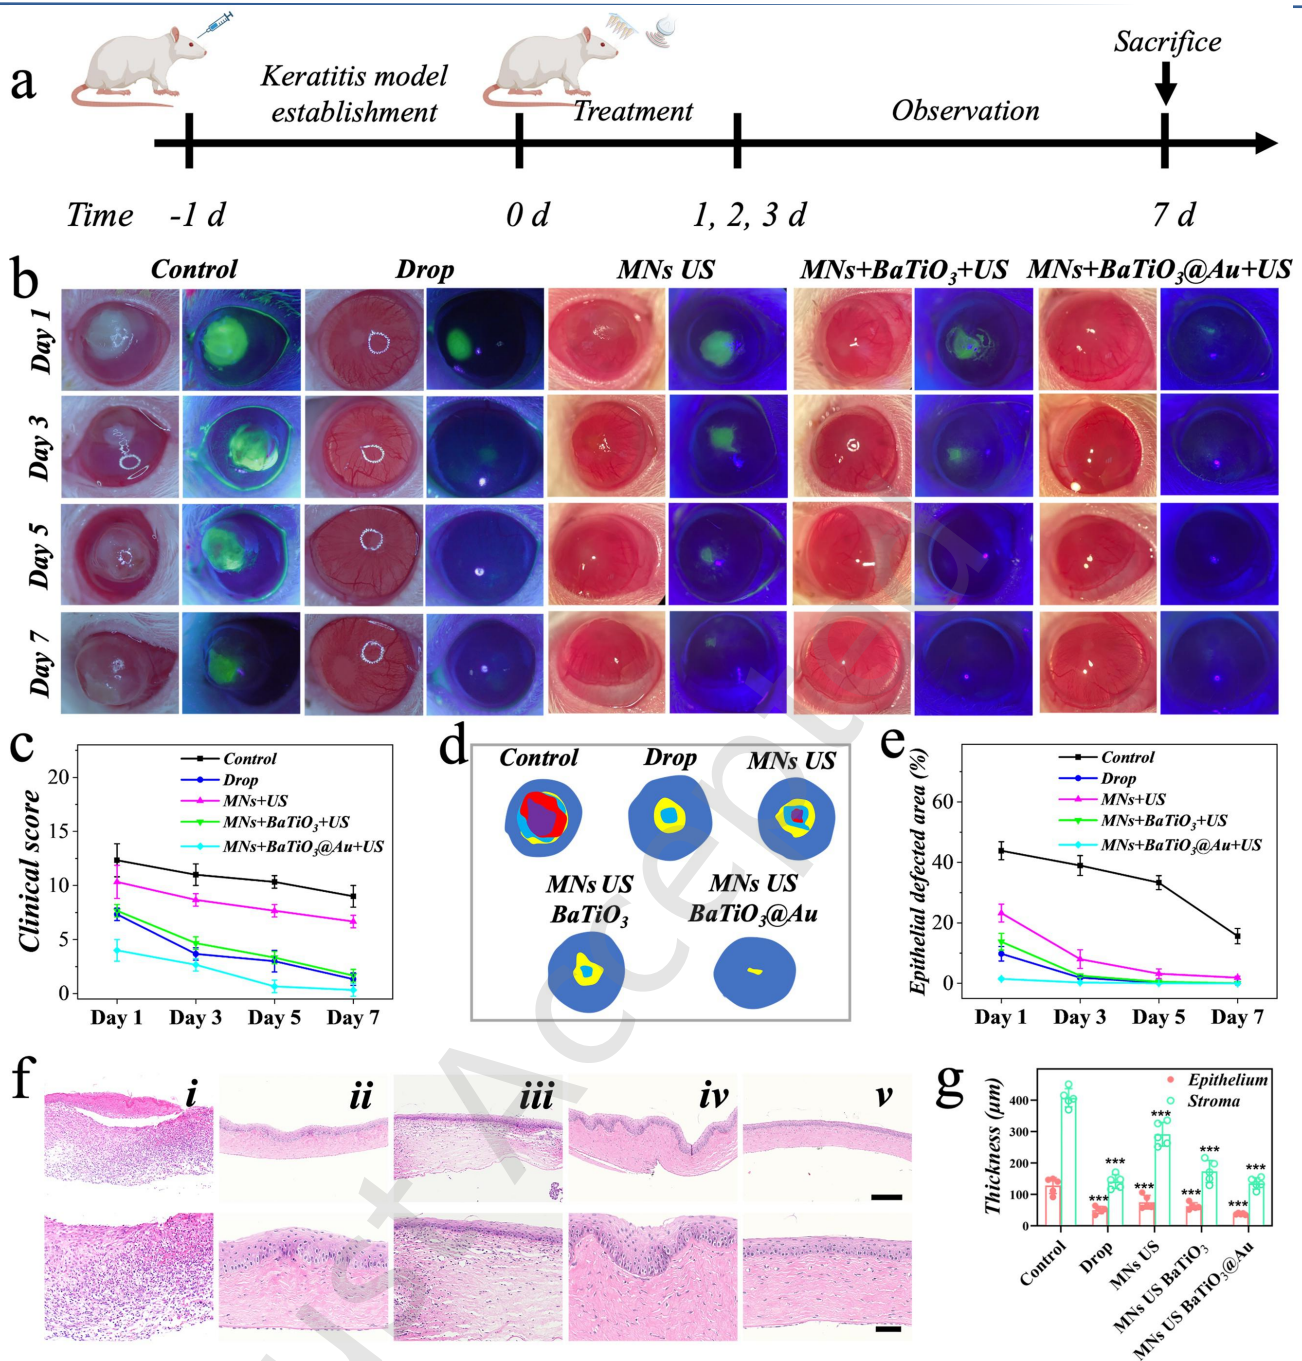 a
Keratitis model
establishment
Treatment
Observation
Sacrifice
Time
-1 d
0 d
1, 2, 3 d
7 d
b
Control
Drop
MNs US
MNs+BaTiO₃+US
MNs+BaTiO₃@Au+US
Day 1
Day 3
Day 5
Day 7
c
Clinical score
20
15
10
5
0
Control
Drop
MNs+US
MNs+BaTiO₃+US
MNs+BaTiO₃@Au+US
Day 1
Day 3
Day 5
Day 7
d
Control
Drop
MNs US
MNs US
BaTiO₃
MNs US
BaTiO₃@Au
e
Epithelial defected area (%)
60
40
20
0
Control
Drop
MNs+US
MNs+BaTiO₃+US
MNs+BaTiO₃@Au+US
Day 1
Day 3
Day 5
Day 7
f
i
ii
iii
iv
v
g
Thickness (μm)
400
300
200
100
0
Epithelium
Stroma
***
***
***
***
***
***
***
***
Control
Drop
MNs US
MNs US BaTiO₃
MNs US BaTiO₃@Au
ust Accepted